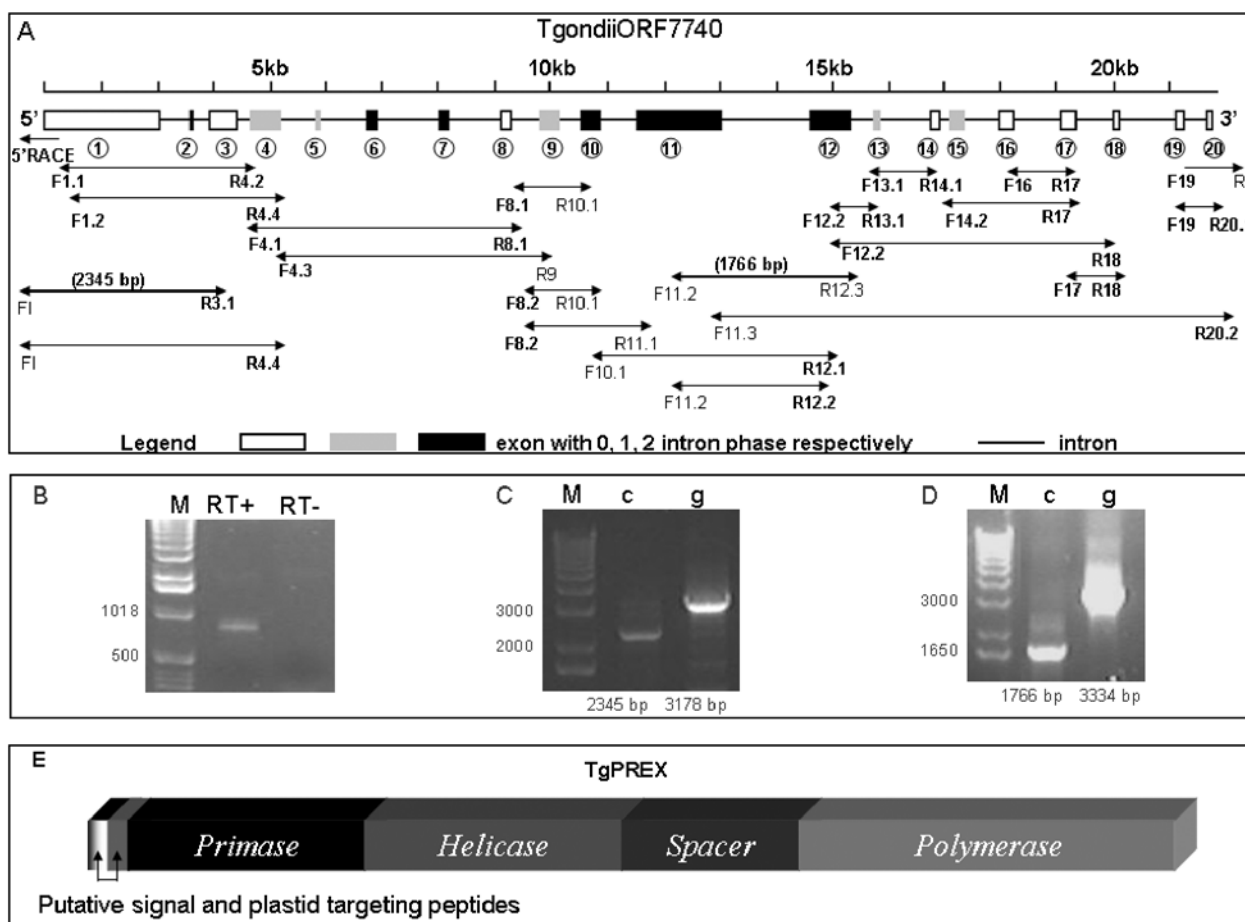 A
TgondiiORF7740
5kb 10kb 15kb 20kb
5' 3'
5'RACE
① ② ③ ④ ⑤ ⑥ ⑦ ⑧ ⑨ ⑩ ⑪ ⑫ ⑬ ⑭ ⑮ ⑯ ⑰ ⑱ ⑲ ⑳
F1.1 R4.2 F8.1 R10.1 F13.1 R14.1 F16 R17 F19 R
F1.2 R4.4 F12.2 R13.1 F14.2 R17 F19 R20.
F4.1 R8.1 F12.2 R18
F4.3 R9
(2345 bp) (1766 bp)
FI R3.1 F8.2 R10.1 F11.2 R12.3 F17 R18
F8.2 R11.1 F11.3 R20.2
FI R4.4 F10.1 R12.1
F11.2 R12.2
Legend exon with 0, 1, 2 intron phase respectively intron
B
M RT+ RT-
1018
500
C
M c g
3000
2000
2345 bp 3178 bp
D
M c g
3000
1650
1766 bp 3334 bp
E
TgPREX
Primase Helicase Spacer Polymerase
Putative signal and plastid targeting peptides